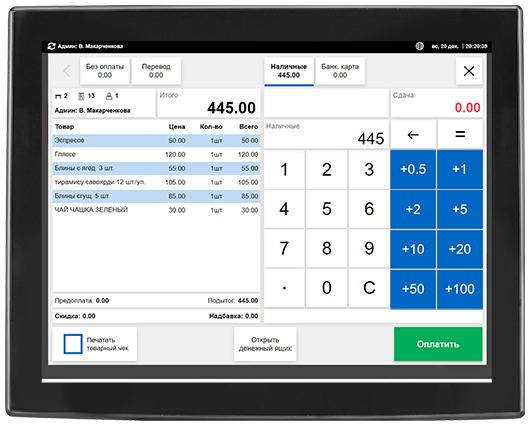 Админ: В. Макарченкова
вс, 20 дек. | 20:20:39
Без оплаты
0.00
Перевод
0.00
Наличные
445.00
Банк. карта
0.00
2 13 1
Админ: В. Макарченкова
Итого
445.00
Сдача:
0.00
Товар Цена Кол-во Всего
Эспрессо 50.00 1шт 50.00
Гляссе 120.00 1шт 120.00
Блины с ягод. 3 шт. 55.00 1шт 55.00
тирамису савоярди 12 шт./уп. 105.00 1шт 105.00
Блины сгущ. 5 шт. 85.00 1шт 85.00
ЧАЙ ЧАШКА ЗЕЛЁНЫЙ 30.00 1шт 30.00
Предоплата: 0.00 Подытог: 445.00
Скидка: 0.00 Надбавка: 0.00
Наличные
445
← =
1 2 3 +0.5 +1
4 5 6 +2 +5
7 8 9 +10 +20
. 0 C +50 +100
Печатать
товарный чек
Открыть
денежный ящик
Оплатить